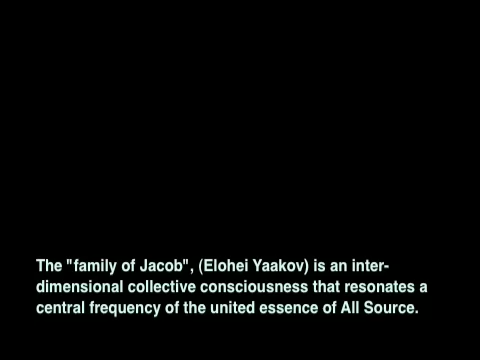 The "family of Jacob", (Elohei Yaakov) is an inter-
dimensional collective consciousness that resonates a
central frequency of the united essence of All Source.